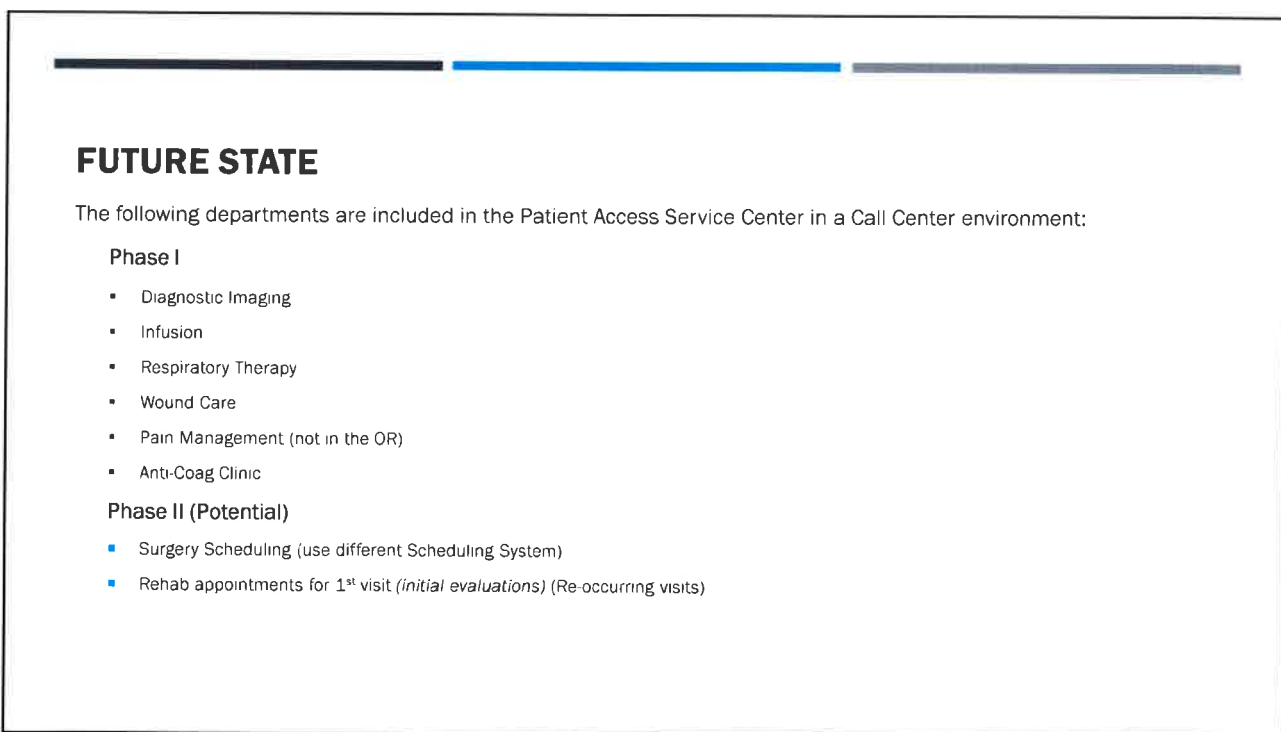 FUTURE STATE
The following departments are included in the Patient Access Service Center in a Call Center environment:
Phase I
▪ Diagnostic Imaging
▪ Infusion
▪ Respiratory Therapy
▪ Wound Care
▪ Pain Management (not in the OR)
▪ Anti-Coag Clinic
Phase II (Potential)
▪ Surgery Scheduling (use different Scheduling System)
▪ Rehab appointments for 1st visit (initial evaluations) (Re-occurring visits)